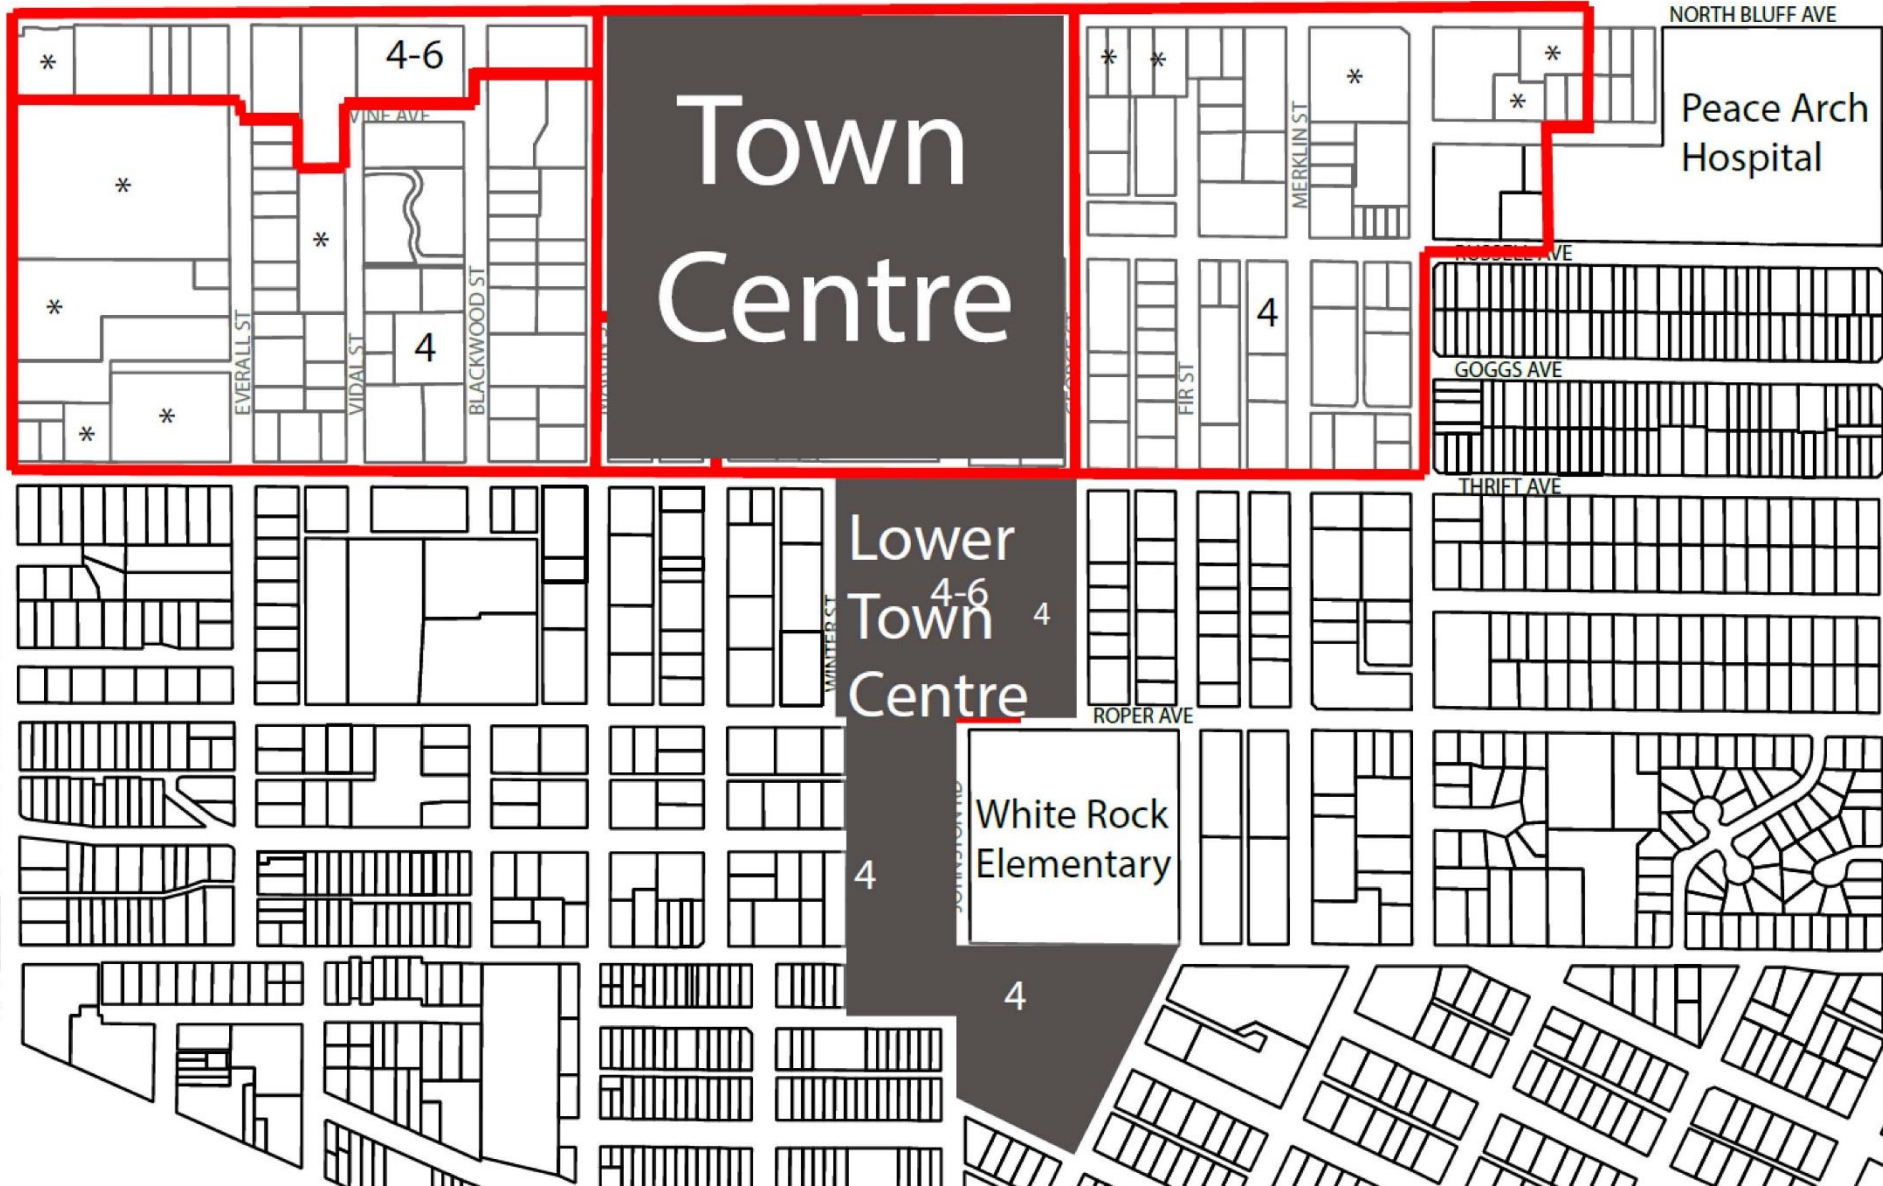 NORTH BLUFF AVE
*
4-6
*
*
*
*
*
Town
Centre
Peace Arch
Hospital
VINE AVE
MERKLIN ST
*
*
*
RUSSELL AVE
4
4
EVERALL ST
VIDAL ST
BLACKWOOD ST
FIR ST
GOGGS AVE
*
*
THRIFT AVE
Lower
4-6
Town
4
Centre
WINTER ST
ROPER AVE
JOHNSTON RD
White Rock
Elementary
4
4